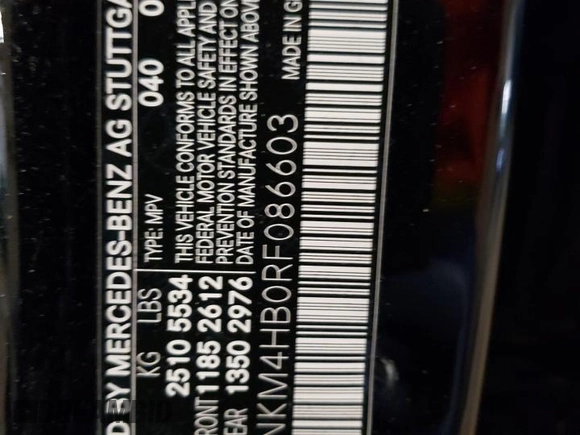 D BY MERCEDES-BENZ AG STUTTGA
040
KG LBS TYPE: MPV
2510 5534 THIS VEHICLE CONFORMS TO ALL APPL
FRONT 1185 2612 FEDERAL MOTOR VEHICLE SAFETY AND
EAR 1350 2976 PREVENTION STANDARDS IN EFFECT ON
DATE OF MANUFACTURE SHOWN ABOVE
NKM4HB0RF086603 MADE IN G